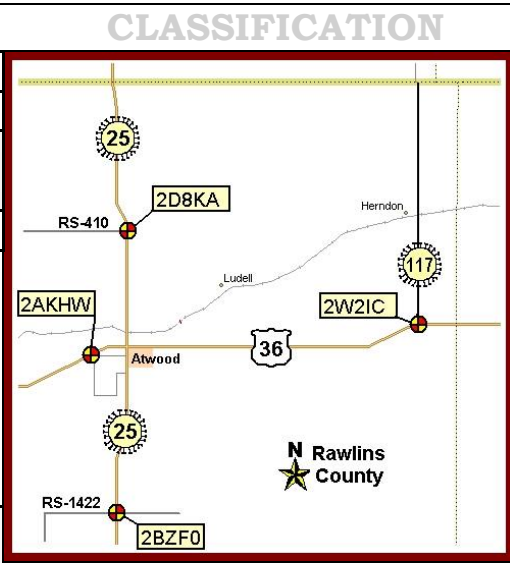 CLASSIFICATION
25
2D8KA
RS-410
Herndon
117
Ludell
2AKHW
2W2IC
36
Atwood
25
N Rawlins
County
RS-1422
2BZF0